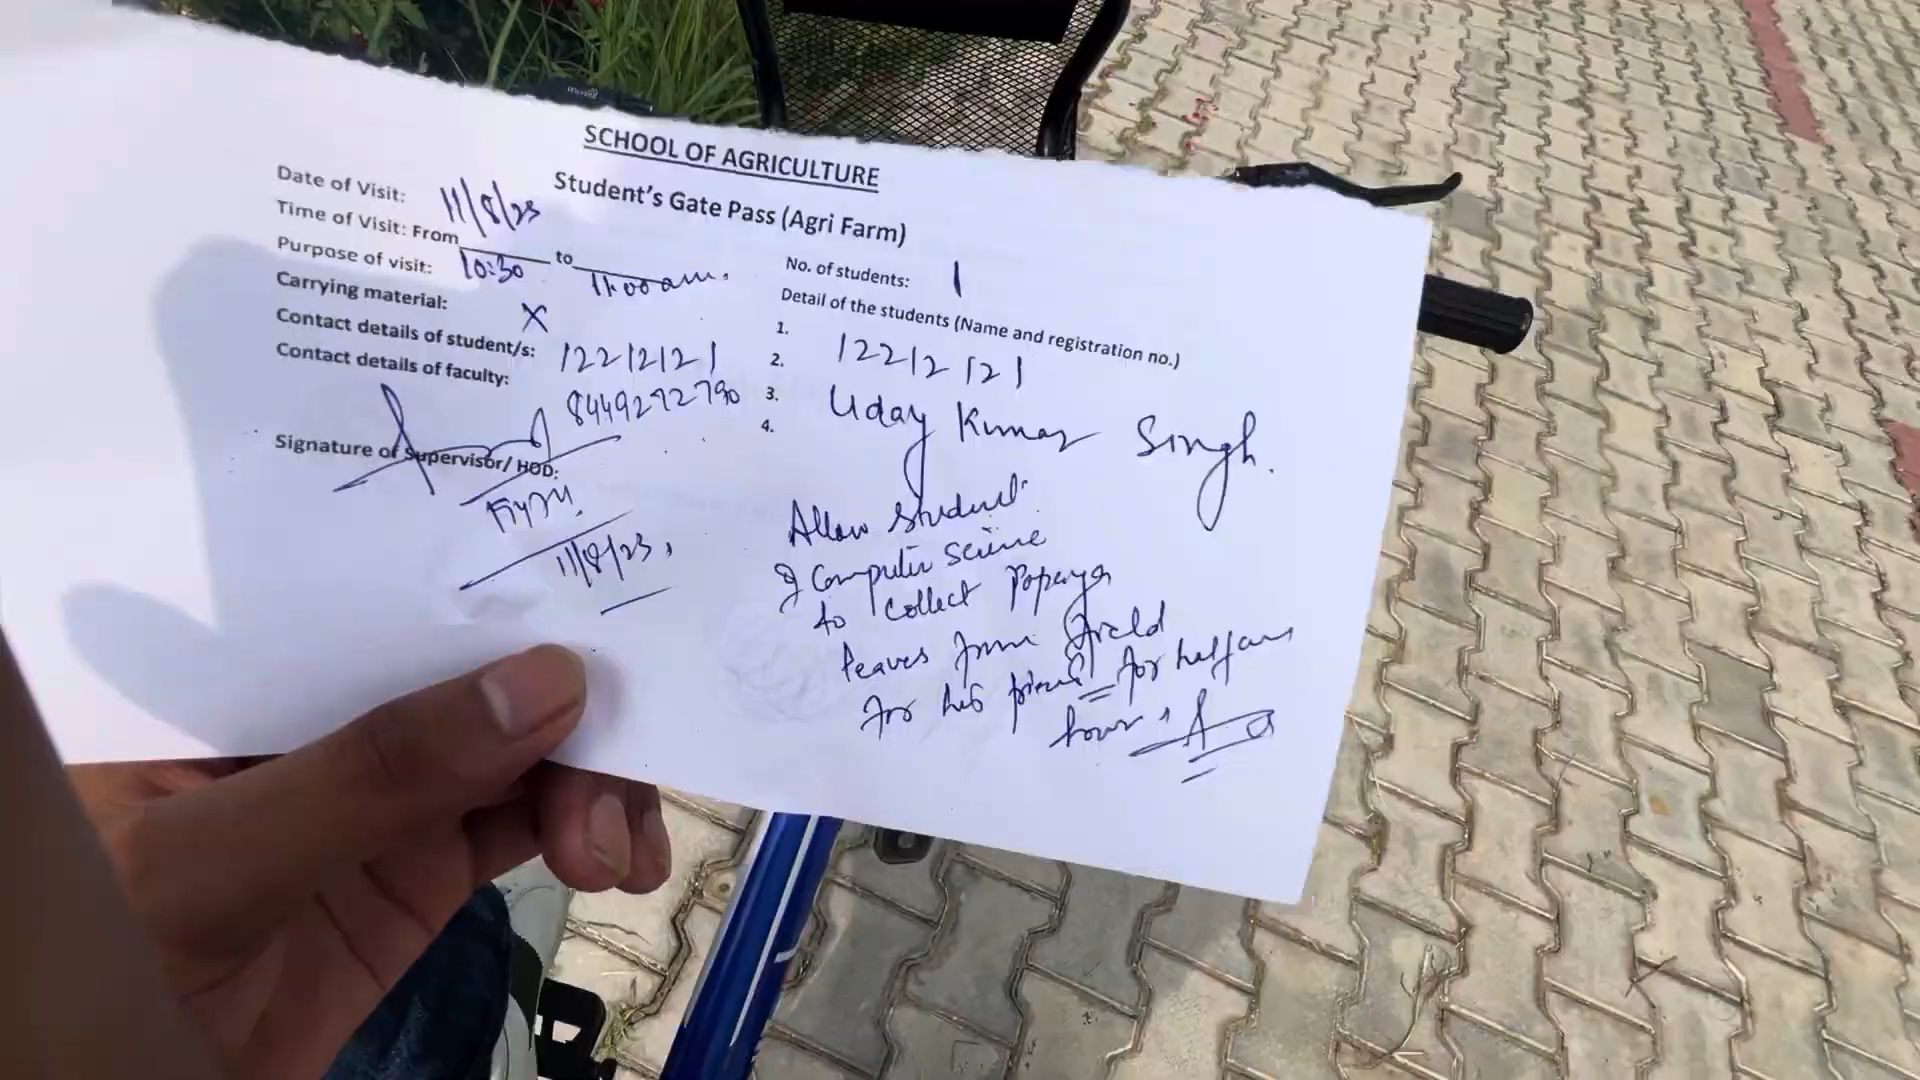 SCHOOL OF AGRICULTURE
Student's Gate Pass (Agri Farm)
Date of Visit: 11/8/23
Time of Visit: From 10:30 to 11:00 am.
Purpose of visit:
Carrying material: X
Contact details of student/s: 12212121
Contact details of faculty: 8449272790
Signature of Supervisor/ HOD:
11/8/23,
No. of students: 1
Detail of the students (Name and registration no.)
1.
2. 12212121
3. Uday Kumar Singh.
4.
Allow Student
of Computer Science
to collect Popaya
leaves from field
for his friend for half an
hour,